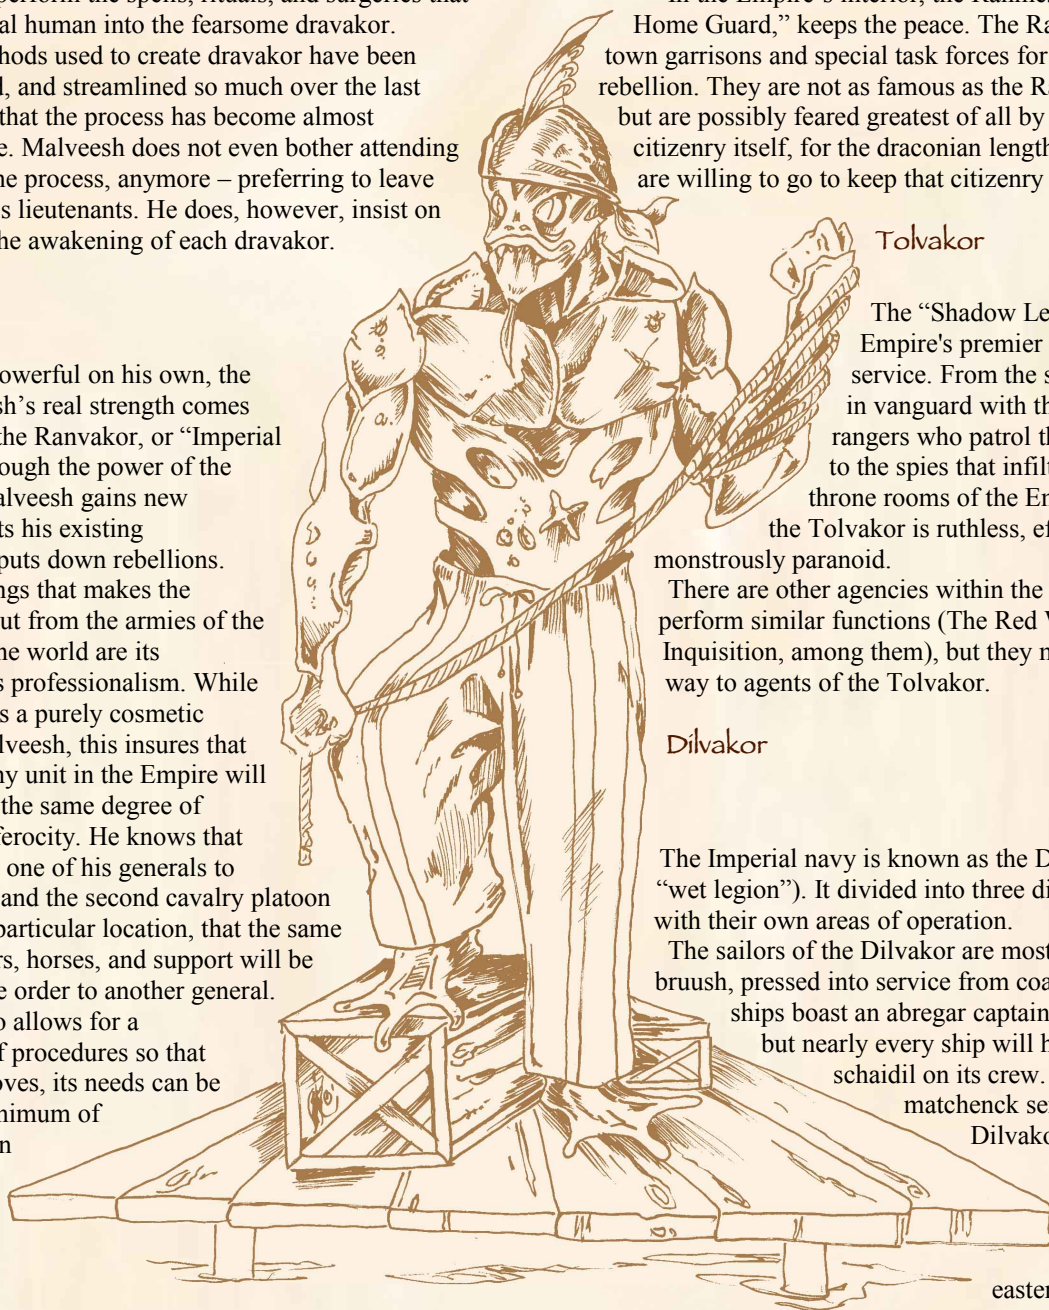 perform the spells, rituals, and surgeries that
al human into the fearsome dravakor.
hods used to create dravakor have been
d, and streamlined so much over the last
that the process has become almost
e. Malveesh does not even bother attending
he process, anymore – preferring to leave
s lieutenants. He does, however, insist on
he awakening of each dravakor.
owerful on his own, the
sh’s real strength comes
the Ranvakor, or “Imperial
ough the power of the
alveesh gains new
ts his existing
puts down rebellions.
ngs that makes the
ut from the armies of the
he world are its
s professionalism. While
s a purely cosmetic
lveesh, this insures that
ny unit in the Empire will
the same degree of
ferocity. He knows that
one of his generals to
and the second cavalry platoon
particular location, that the same
rs, horses, and support will be
e order to another general.
o allows for a
f procedures so that
oves, its needs can be
nimum of
n
In the Empire's interior, the
Home Guard,” keeps the peace. The Ra
town garrisons and special task forces for
rebellion. They are not as famous as the Ra
but are possibly feared greatest of all by
citizenry itself, for the draconian length
are willing to go to keep that citizenry
Tolvakor
The “Shadow Le
Empire's premier
service. From the s
in vanguard with th
rangers who patrol th
to the spies that infilt
throne rooms of the En
the Tolvakor is ruthless, ef
monstrously paranoid.
There are other agencies within the
perform similar functions (The Red W
Inquisition, among them), but they n
way to agents of the Tolvakor.
Dilvakor
The Imperial navy is known as the D
“wet legion”). It divided into three di
with their own areas of operation.
The sailors of the Dilvakor are most
bruush, pressed into service from coa
ships boast an abregar captain
but nearly every ship will h
schaidil on its crew.
matchenck se
Dilvako
easter